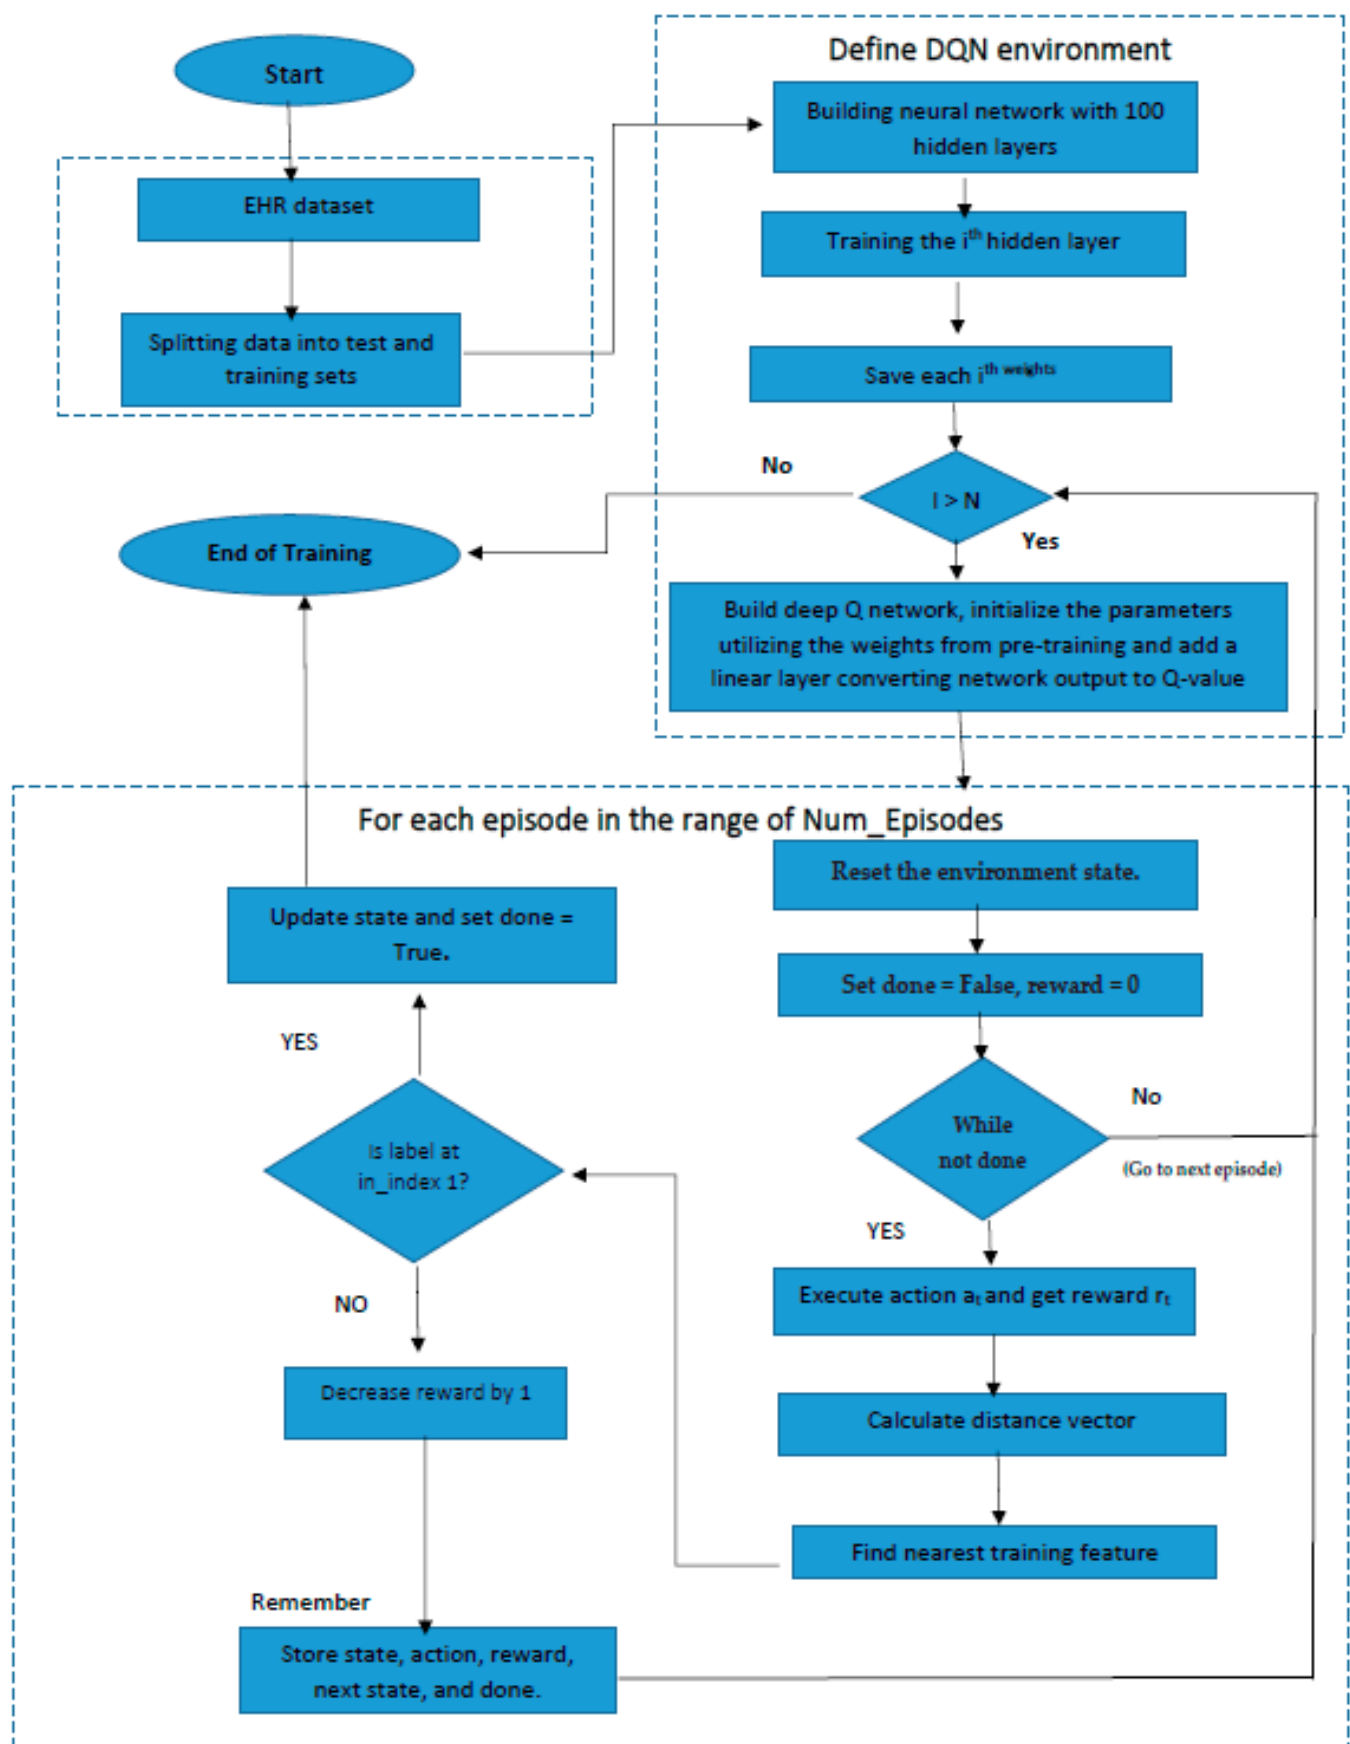 Start
EHR dataset
Splitting data into test and
training sets
Define DQN environment
Building neural network with 100
hidden layers
Training the iᵗʰ hidden layer
Save each iᵗʰ ʷᵉⁱᵍʰᵗˢ
I > N
No
Yes
End of Training
Build deep Q network, initialize the parameters
utilizing the weights from pre-training and add a
linear layer converting network output to Q-value
For each episode in the range of Num_Episodes
Reset the environment state.
Set done = False, reward = 0
While
not done
No
(Go to next episode)
YES
Execute action aₜ and get reward rₜ
Calculate distance vector
Find nearest training feature
Is label at
in_index 1?
YES
Update state and set done =
True.
NO
Decrease reward by 1
Remember
Store state, action, reward,
next state, and done.